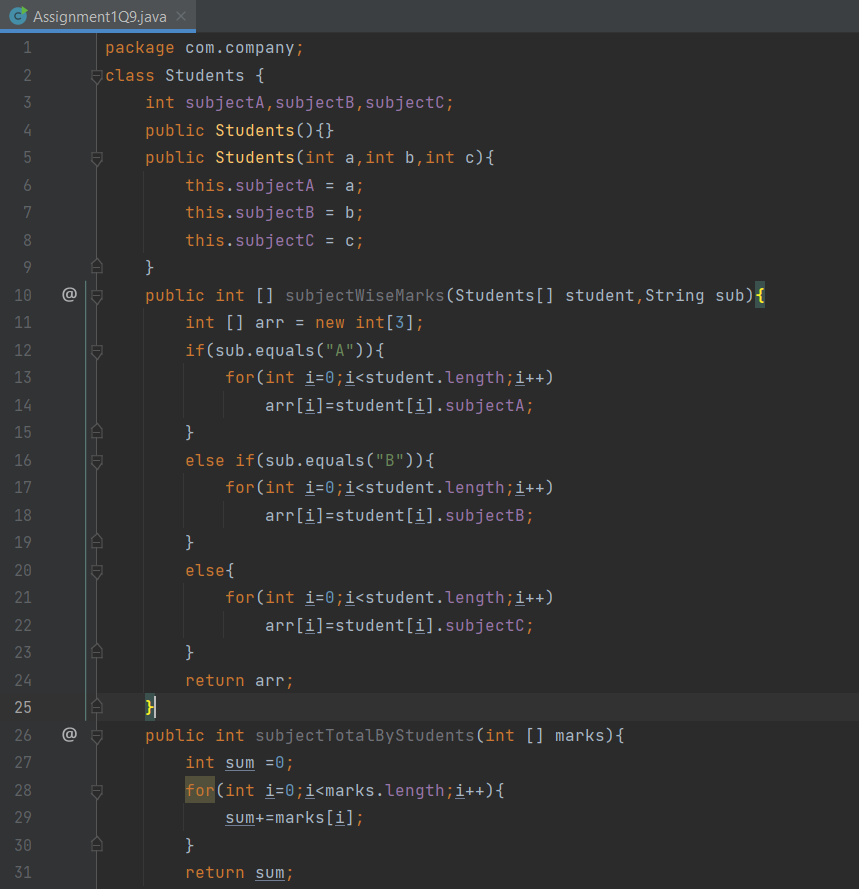 Assignment1Q9.java
1 package com.company;
2 class Students {
3 int subjectA,subjectB,subjectC;
4 public Students(){}
5 public Students(int a,int b,int c){
6 this.subjectA = a;
7 this.subjectB = b;
8 this.subjectC = c;
9 }
10 @ public int [] subjectWiseMarks(Students[] student,String sub){
11 int [] arr = new int[3];
12 if(sub.equals("A")){
13 for(int i=0;i<student.length;i++)
14 arr[i]=student[i].subjectA;
15 }
16 else if(sub.equals("B")){
17 for(int i=0;i<student.length;i++)
18 arr[i]=student[i].subjectB;
19 }
20 else{
21 for(int i=0;i<student.length;i++)
22 arr[i]=student[i].subjectC;
23 }
24 return arr;
25 }
26 @ public int subjectTotalByStudents(int [] marks){
27 int sum =0;
28 for(int i=0;i<marks.length;i++){
29 sum+=marks[i];
30 }
31 return sum;